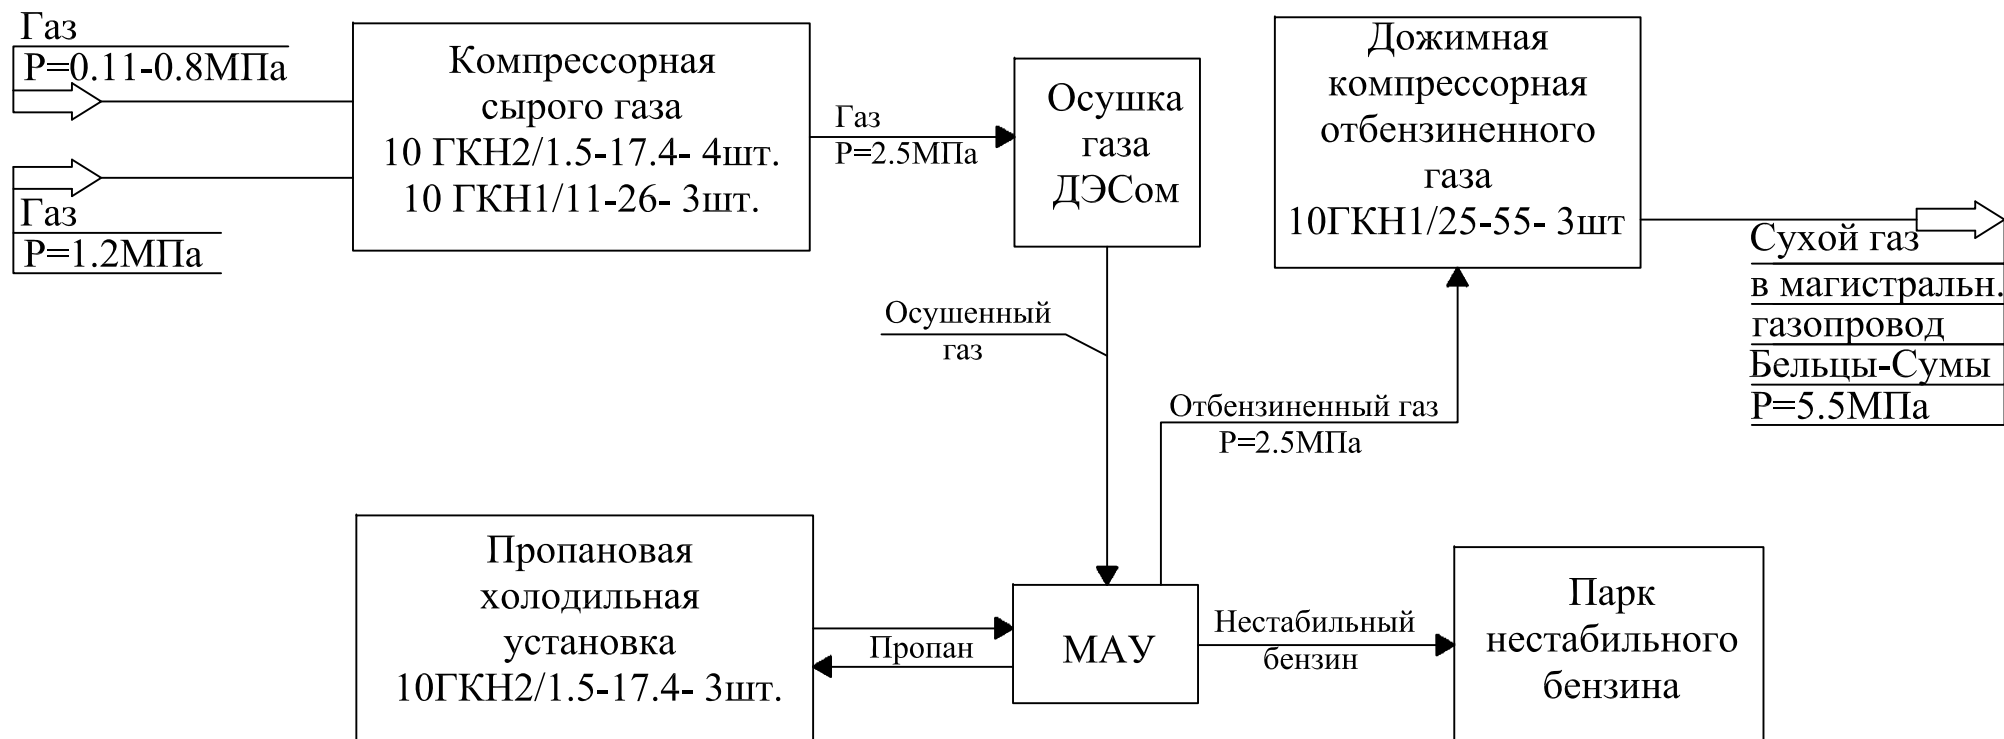 Газ
Р=0.11-0.8МПа
Газ
Р=1.2МПа
Компрессорная
сырого газа
10 ГКН2/1.5-17.4- 4шт.
10 ГКН1/11-26- 3шт.
Газ
Р=2.5МПа
Осушка
газа
ДЭСом
Дожимная
компрессорная
отбензиненного
газа
10ГКН1/25-55- 3шт
Сухой газ
в магистральн.
газопровод
Бельцы-Сумы
Р=5.5МПа
Осушенный
газ
Отбензиненный газ
Р=2.5МПа
Пропановая
холодильная
установка
10ГКН2/1.5-17.4- 3шт.
Пропан
МАУ
Нестабильный
бензин
Парк
нестабильного
бензина